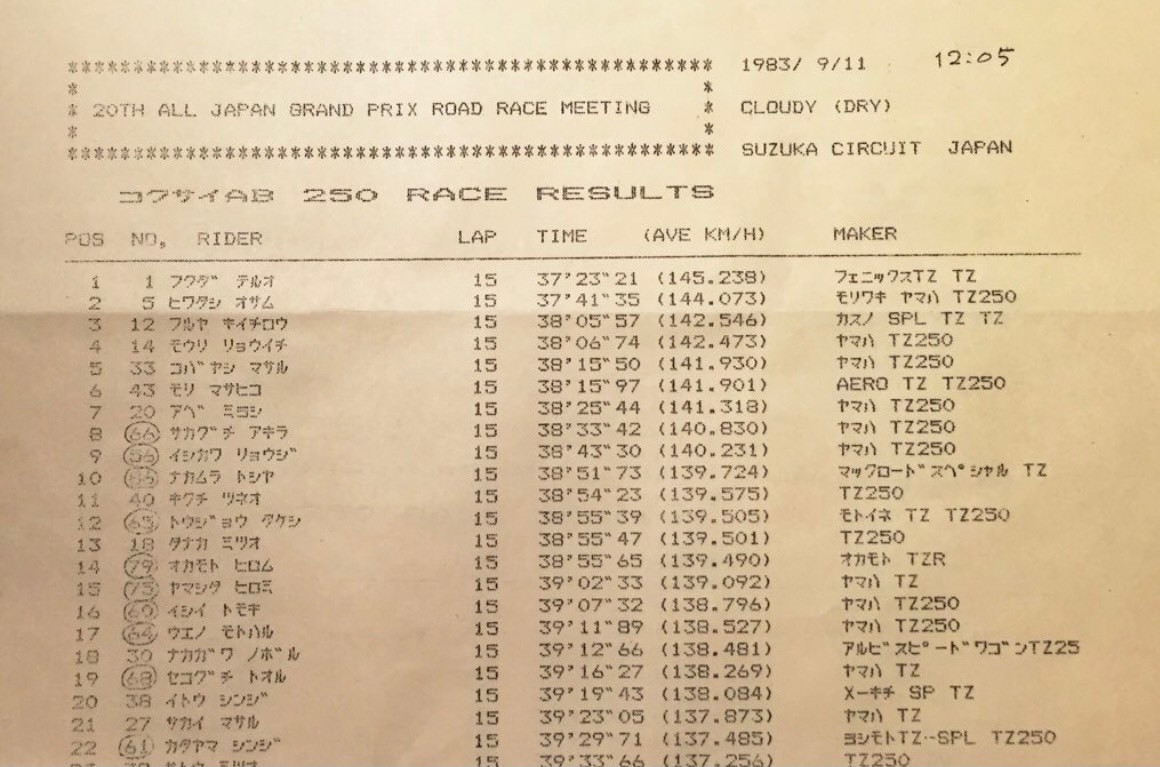 ******************************************************* 1983/ 9/11 12:05
* *
* 20TH ALL JAPAN GRAND PRIX ROAD RACE MEETING * CLOUDY (DRY)
* *
******************************************************* SUZUKA CIRCUIT JAPAN
コクサイAB 250 RACE RESULTS
POS NO. RIDER LAP TIME (AVE KM/H) MAKER
1 1 フクダ テルオ 15 37'23"21 (145.238) フェニックスTZ TZ
2 5 ヒワタシ オサム 15 37'41"35 (144.073) モリワキ ヤマハ TZ250
3 12 フルヤ キイチロウ 15 38'05"57 (142.546) カスノ SPL TZ TZ
4 14 モウリ リョウイチ 15 38'06"74 (142.473) ヤマハ TZ250
5 33 コバヤシ マサル 15 38'15"50 (141.930) ヤマハ TZ250
6 43 モリ マサヒコ 15 38'15"97 (141.901) AERO TZ TZ250
7 20 アベ ミヨシ 15 38'25"44 (141.318) ヤマハ TZ250
8 66 サカグチ アキラ 15 38'33"42 (140.830) ヤマハ TZ250
9 56 イシカワ リョウジ 15 38'43"30 (140.231) ヤマハ TZ250
10 ナカムラ トシヤ 15 38'51"73 (139.724) マックロードスペシャル TZ
11 40 キクチ ツネオ 15 38'54"23 (139.575) TZ250
12 65 トウジョウ タケシ 15 38'55"39 (139.505) モトイネ TZ TZ250
13 18 タナカ ミツオ 15 38'55"47 (139.501) TZ250
14 79 オカモト ヒロム 15 38'55"65 (139.490) オカモト TZR
15 75 ヤマシタ ヒロミ 15 39'02"33 (139.092) ヤマハ TZ
16 60 イシイ トモキ 15 39'07"32 (138.796) ヤマハ TZ250
17 64 ウエノ モトハル 15 39'11"89 (138.527) ヤマハ TZ250
18 30 ナカガワ ノボル 15 39'12"66 (138.481) アルビスピードワゴンTZ25
19 68 セコグチ トオル 15 39'16"27 (138.269) ヤマハ TZ
20 38 イトウ シンジ 15 39'19"43 (138.084) メーキチ SP TZ
21 27 サカイ マサル 15 39'23"05 (137.873) ヤマハ TZ
22 61 カタヤマ シンジ 15 39'29"71 (137.485) ヨシモトTZ--SPL TZ250
15 39'33"66 (137.256) TZ250